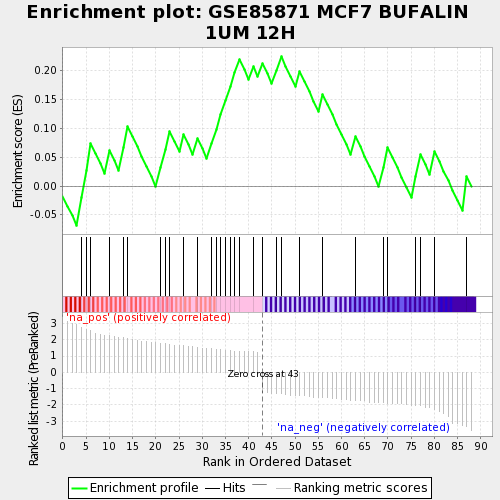 Enrichment plot: GSE85871 MCF7 BUFALIN
1UM 12H
Enrichment score (ES)
0.20
0.15
0.10
0.05
0.00
-0.05
'na_pos' (positively correlated)
Ranked list metric (PreRanked)
3
2
1
0
-1
-2
-3
Zero cross at 43
'na_neg' (negatively correlated)
0 5 10 15 20 25 30 35 40 45 50 55 60 65 70 75 80 85 90
Rank in Ordered Dataset
Enrichment profile Hits Ranking metric scores